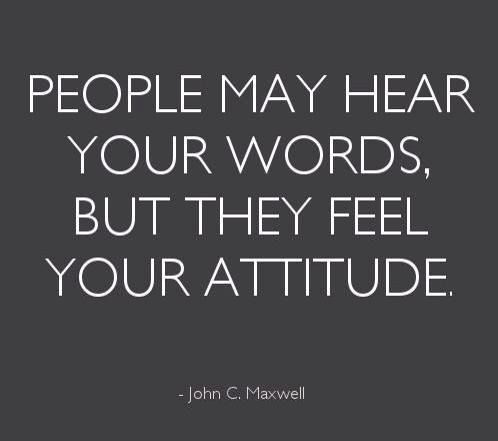 PEOPLE MAY HEAR
YOUR WORDS,
BUT THEY FEEL
YOUR ATTITUDE.
- John C. Maxwell